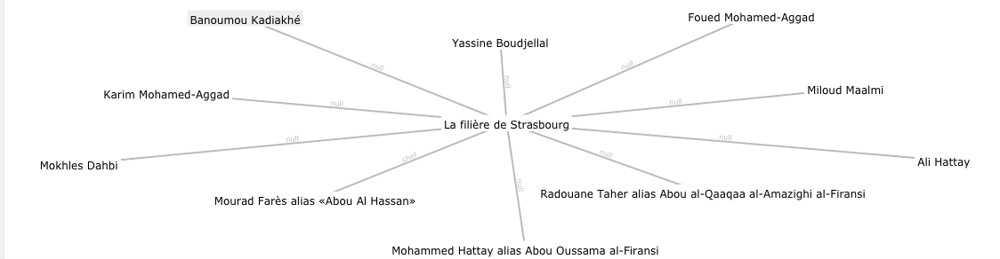 Banoumou Kadiakhé
Foued Mohamed-Aggad
Yassine Boudjellal
null
null
null
Karim Mohamed-Aggad
Miloud Maalmi
null
null
La filière de Strasbourg
null
null
Mokhles Dahbi
Ali Hattay
chef
null
null
Mourad Farès alias «Abou Al Hassan»
Radouane Taher alias Abou al-Qaaqaa al-Amazighi al-Firansi
Mohammed Hattay alias Abou Oussama al-Firansi